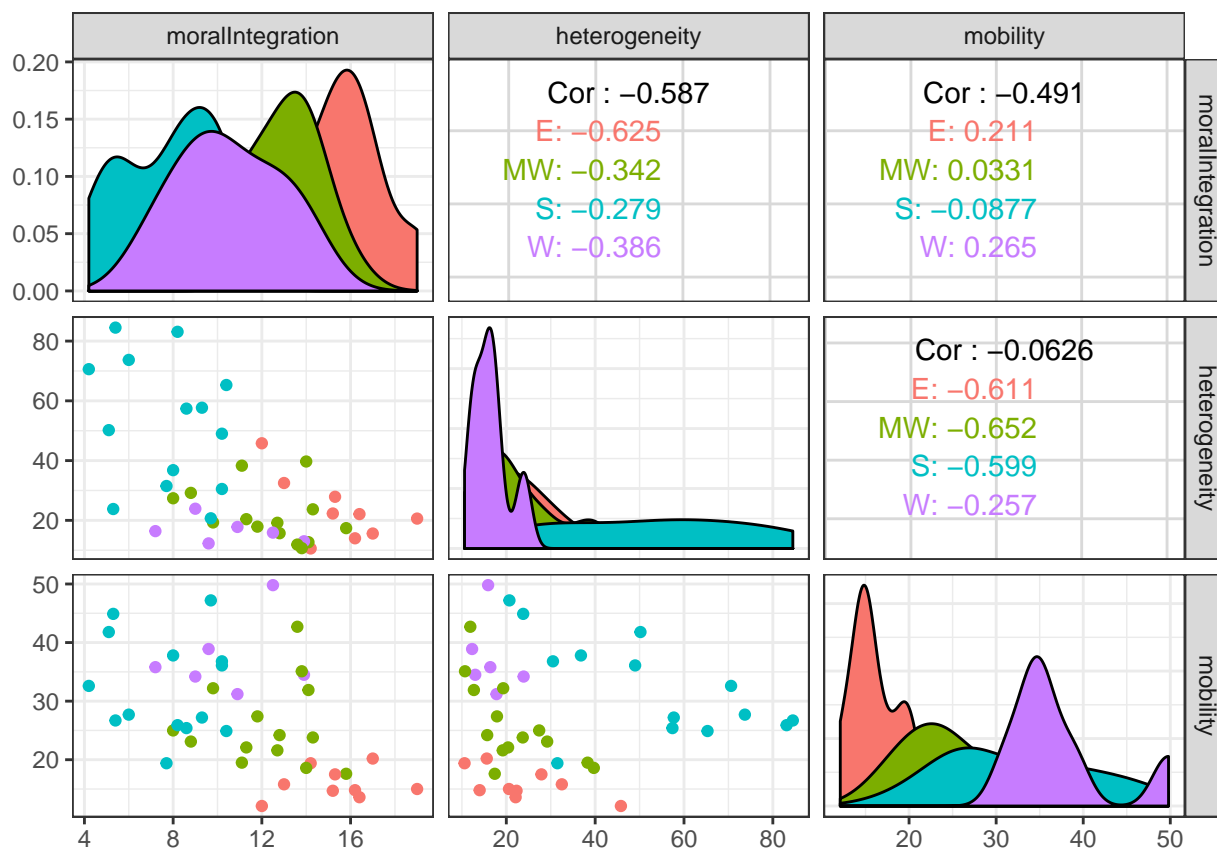 moralIntegration heterogeneity mobility
0.20
0.15
0.10
0.05
0.00
Cor : −0.587
E: −0.625
MW: −0.342
S: −0.279
W: −0.386
Cor : −0.491
E: 0.211
MW: 0.0331
S: −0.0877
W: 0.265
moralIntegration
80
60
40
20
Cor : −0.0626
E: −0.611
MW: −0.652
S: −0.599
W: −0.257
heterogeneity
50
40
30
20
mobility
4 8 12 16 20 40 60 80 20 30 40 50